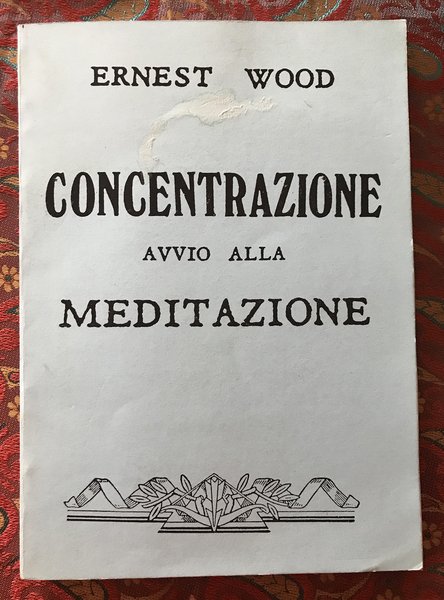 ERNEST WOOD
CONCENTRAZIONE
AVVIO ALLA
MEDITAZIONE